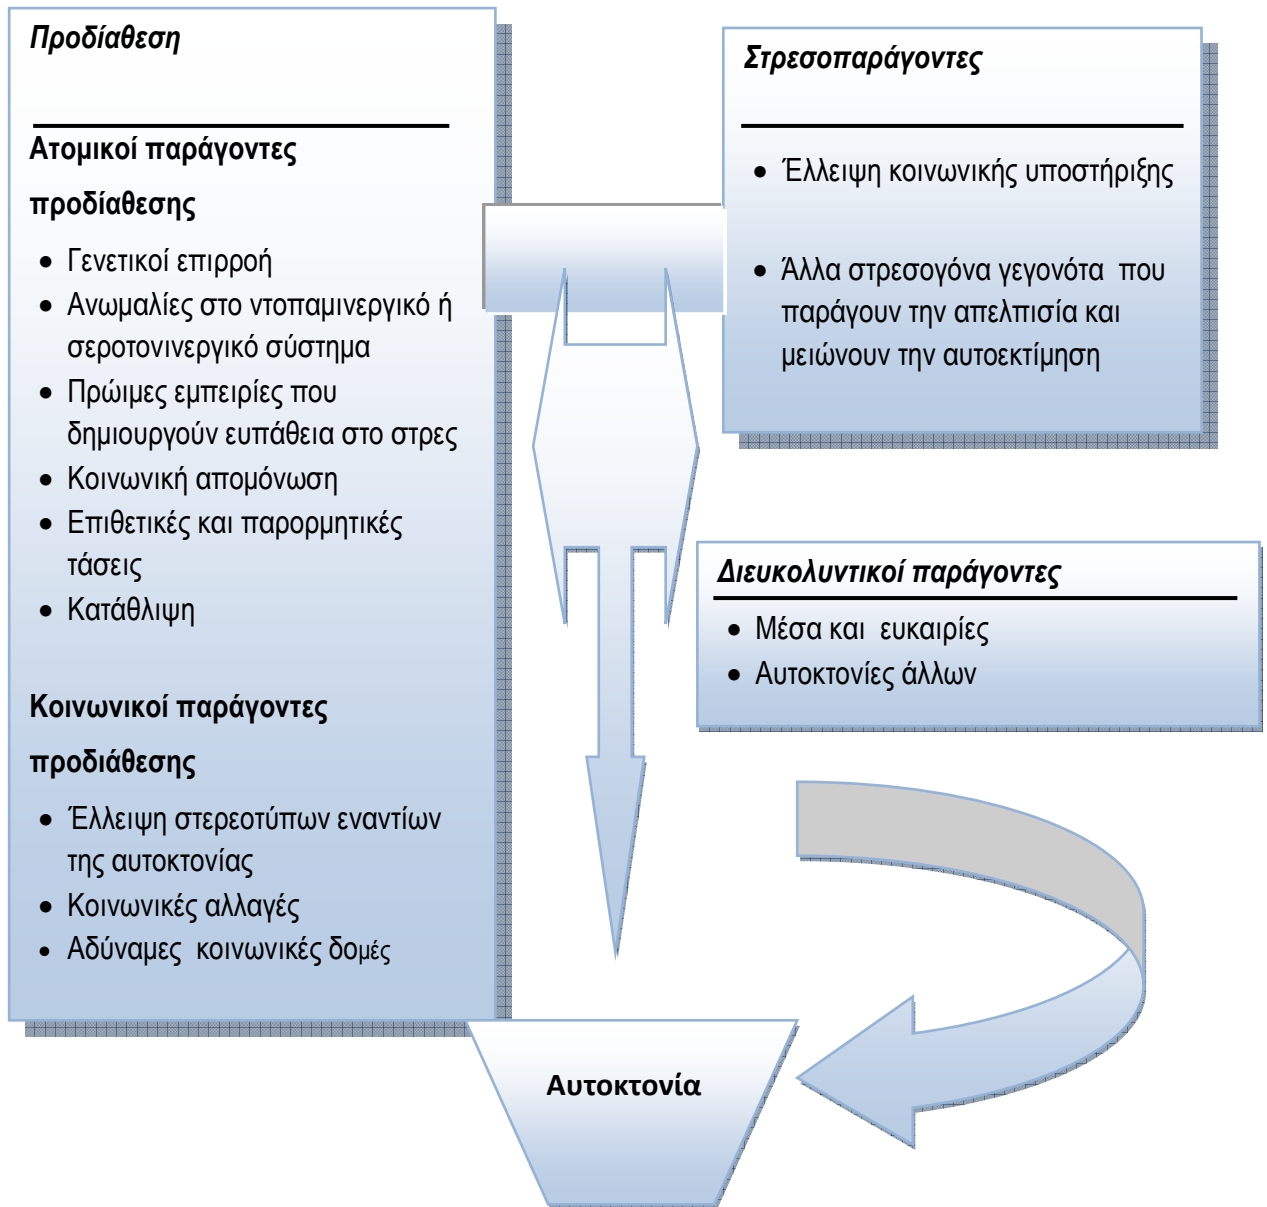 Προδίαθεση
Ατομικοί παράγοντες
προδίαθεσης
• Γενετικοί επιρροή
• Ανωμαλίες στο ντοπαμινεργικό ή
σεροτονινεργικό σύστημα
• Πρώιμες εμπειρίες που
δημιουργούν ευπάθεια στο στρες
• Κοινωνική απομόνωση
• Επιθετικές και παρορμητικές
τάσεις
• Κατάθλιψη
Κοινωνικοί παράγοντες
προδιάθεσης
• Έλλειψη στερεοτύπων εναντίων
της αυτοκτονίας
• Κοινωνικές αλλαγές
• Αδύναμες κοινωνικές δομές
Στρεσοπαράγοντες
• Έλλειψη κοινωνικής υποστήριξης
• Άλλα στρεσογόνα γεγονότα που
παράγουν την απελπισία και
μειώνουν την αυτοεκτίμηση
Διευκολυντικοί παράγοντες
• Μέσα και ευκαιρίες
• Αυτοκτονίες άλλων
Αυτοκτονία